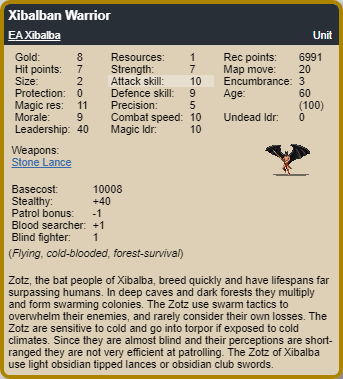 Xibalban Warrior
EA Xibalba Unit
Gold: 8 Resources: 1 Rec points: 6991
Hit points: 7 Strength: 7 Map move: 20
Size: 2 Attack skill: 10 Encumbrance: 3
Protection: 0 Defence skill: 9 Age: 60
Magic res: 11 Precision: 5 (100)
Morale: 9 Combat speed: 10 Undead ldr: 0
Leadership: 40 Magic ldr: 10
Weapons:
Stone Lance
Basecost: 10008
Stealthy: +40
Patrol bonus: -1
Blood searcher: +1
Blind fighter: 1
(Flying, cold-blooded, forest-survival)
Zotz, the bat people of Xibalba, breed quickly and have lifespans far
surpassing humans. In deep caves and dark forests they multiply
and form swarming colonies. The Zotz use swarm tactics to
overwhelm their enemies, and rarely consider their own losses. The
Zotz are sensitive to cold and go into torpor if exposed to cold
climates. Since they are almost blind and their perceptions are short-
ranged they are not very efficient at patrolling. The Zotz of Xibalba
use light obsidian tipped lances or obsidian club swords.